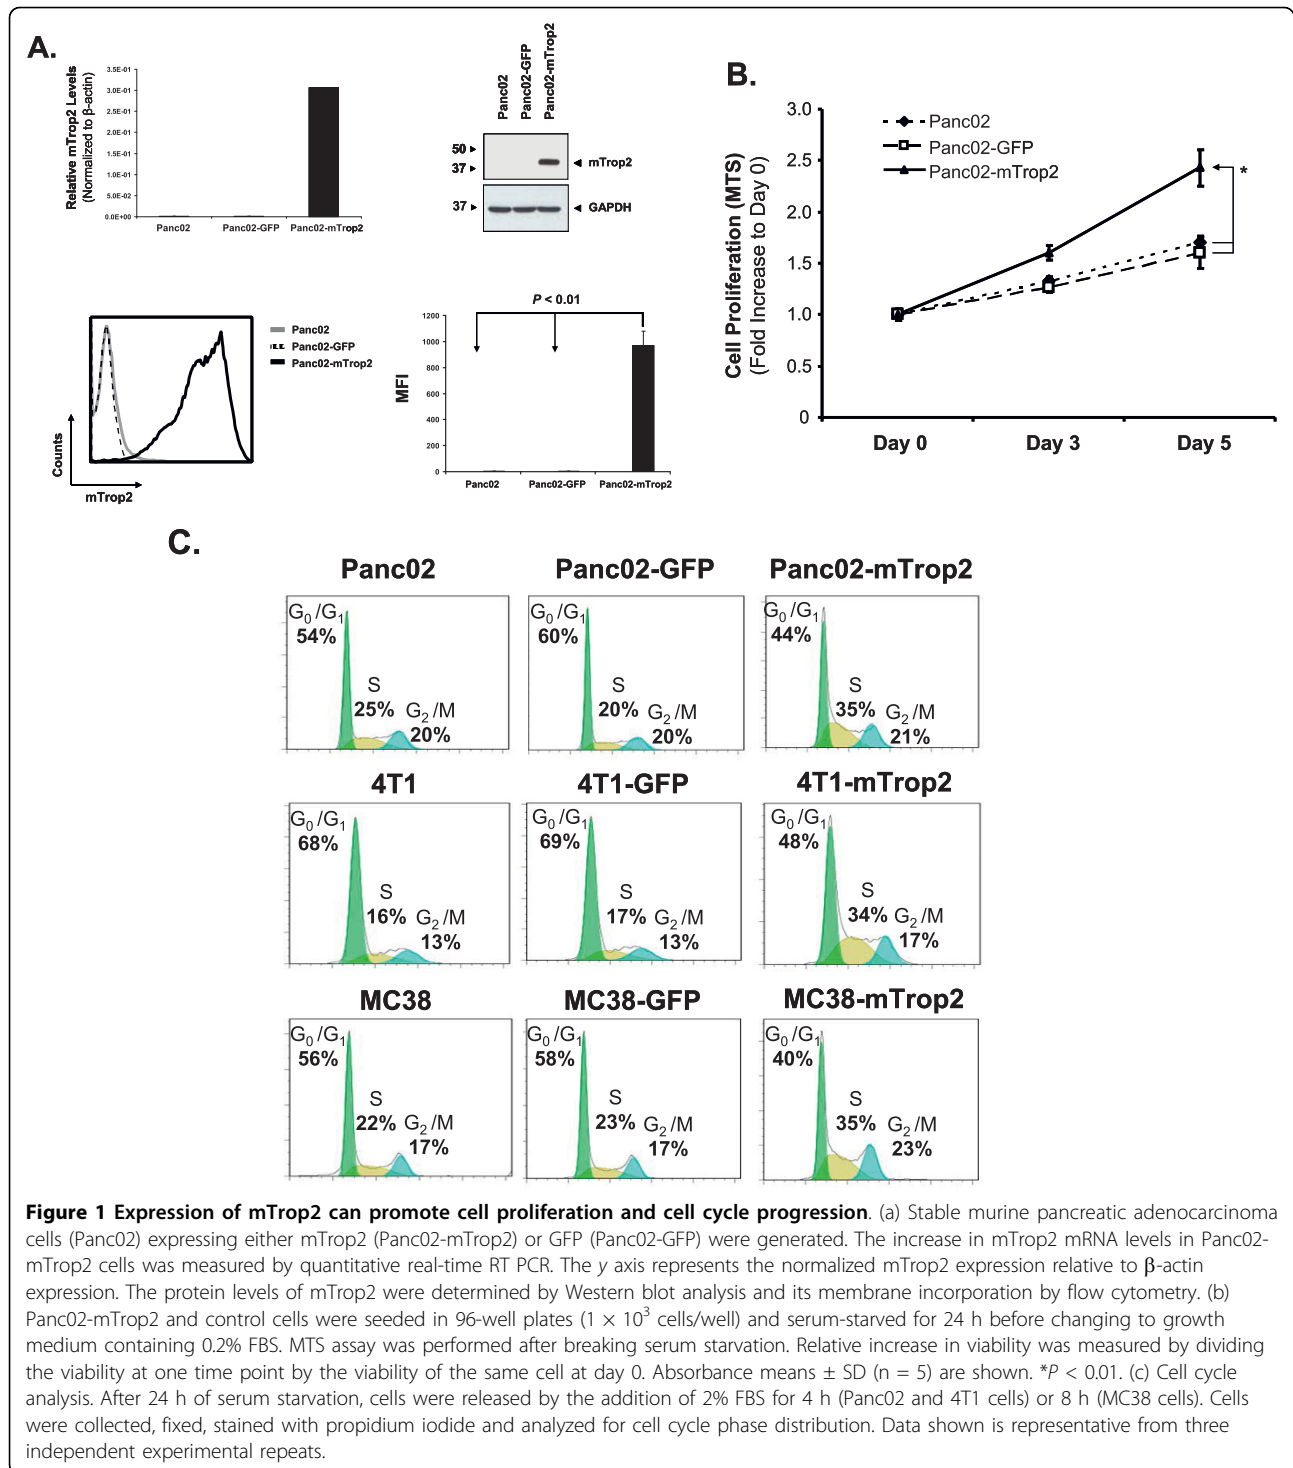 A.
Relative mTrop2 Levels
(Normalized to β-actin)
3.5E-01
3.0E-01
2.5E-01
2.0E-01
1.5E-01
1.0E-01
5.0E-02
0.0E+00
Panc02 Panc02-GFP Panc02-mTrop2
Panc02
Panc02-GFP
Panc02-mTrop2
50
37
mTrop2
37
GAPDH
Panc02
Panc02-GFP
Panc02-mTrop2
Counts
mTrop2
P < 0.01
MFI
1200
1000
800
600
400
200
0
Panc02 Panc02-GFP Panc02-mTrop2
B.
Cell Proliferation (MTS)
(Fold Increase to Day 0)
3.0
2.5
2.0
1.5
1.0
0.5
0
Panc02
Panc02-GFP
Panc02-mTrop2
*
Day 0 Day 3 Day 5
C.
Panc02 Panc02-GFP Panc02-mTrop2
G0/G1
54%
S
25%
G2/M
20%
60%
S
20%
G2/M
20%
G0/G1
44%
S
35%
G2/M
21%
4T1 4T1-GFP 4T1-mTrop2
G0/G1
68%
S
16%
G2/M
13%
G0/G1
69%
S
17%
G2/M
13%
G0/G1
48%
S
34%
G2/M
17%
MC38 MC38-GFP MC38-mTrop2
G0/G1
56%
S
22%
G2/M
17%
G0/G1
58%
S
23%
G2/M
17%
G0/G1
40%
S
35%
G2/M
23%
Figure 1 Expression of mTrop2 can promote cell proliferation and cell cycle progression. (a) Stable murine pancreatic adenocarcinoma
cells (Panc02) expressing either mTrop2 (Panc02-mTrop2) or GFP (Panc02-GFP) were generated. The increase in mTrop2 mRNA levels in Panc02-
mTrop2 cells was measured by quantitative real-time RT PCR. The y axis represents the normalized mTrop2 expression relative to β-actin
expression. The protein levels of mTrop2 were determined by Western blot analysis and its membrane incorporation by flow cytometry. (b)
Panc02-mTrop2 and control cells were seeded in 96-well plates (1 × 10³ cells/well) and serum-starved for 24 h before changing to growth
medium containing 0.2% FBS. MTS assay was performed after breaking serum starvation. Relative increase in viability was measured by dividing
the viability at one time point by the viability of the same cell at day 0. Absorbance means ± SD (n = 5) are shown. *P < 0.01. (c) Cell cycle
analysis. After 24 h of serum starvation, cells were released by the addition of 2% FBS for 4 h (Panc02 and 4T1 cells) or 8 h (MC38 cells). Cells
were collected, fixed, stained with propidium iodide and analyzed for cell cycle phase distribution. Data shown is representative from three
independent experimental repeats.